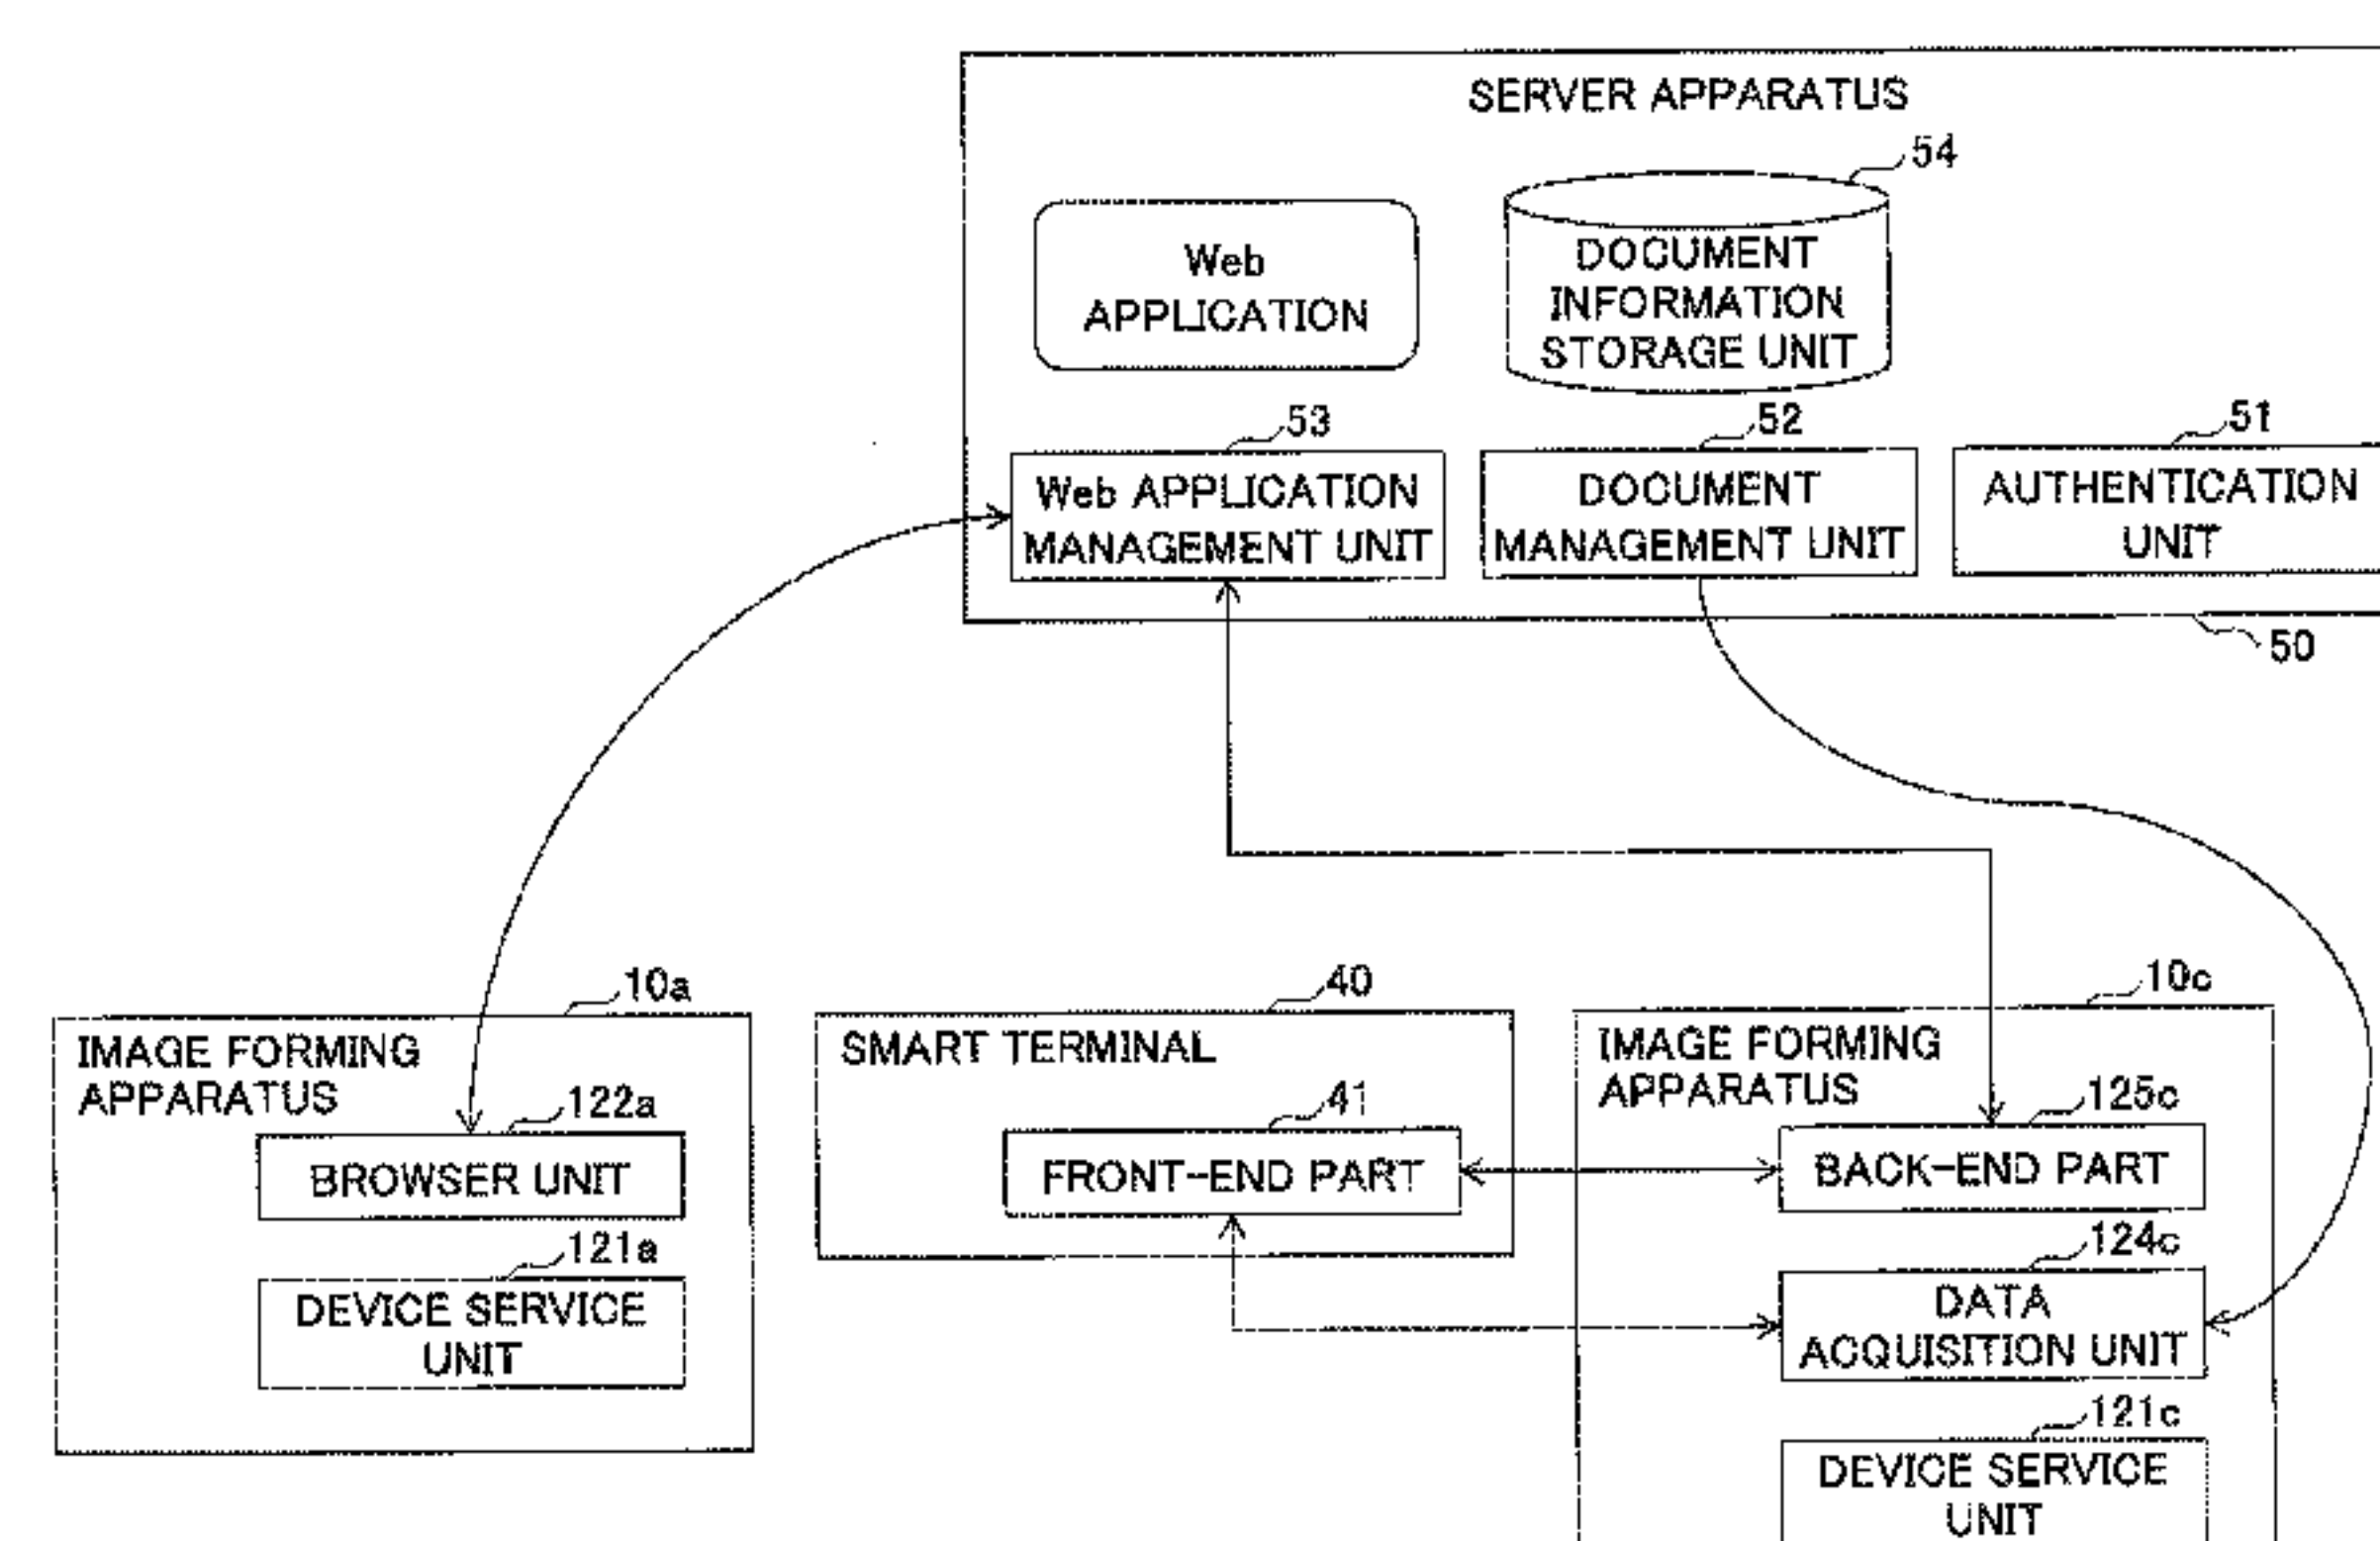 SERVER APPARATUS
54
Web
APPLICATION
DOCUMENT
INFORMATION
STORAGE UNIT
53
52
51
Web APPLICATION
MANAGEMENT UNIT
DOCUMENT
MANAGEMENT UNIT
AUTHENTICATION
UNIT
50
10a
IMAGE FORMING
APPARATUS
122a
BROWSER UNIT
121a
DEVICE SERVICE
UNIT
40
SMART TERMINAL
41
FRONT-END PART
10c
IMAGE FORMING
APPARATUS
125c
BACK-END PART
124c
DATA
ACQUISITION UNIT
121c
DEVICE SERVICE
UNIT